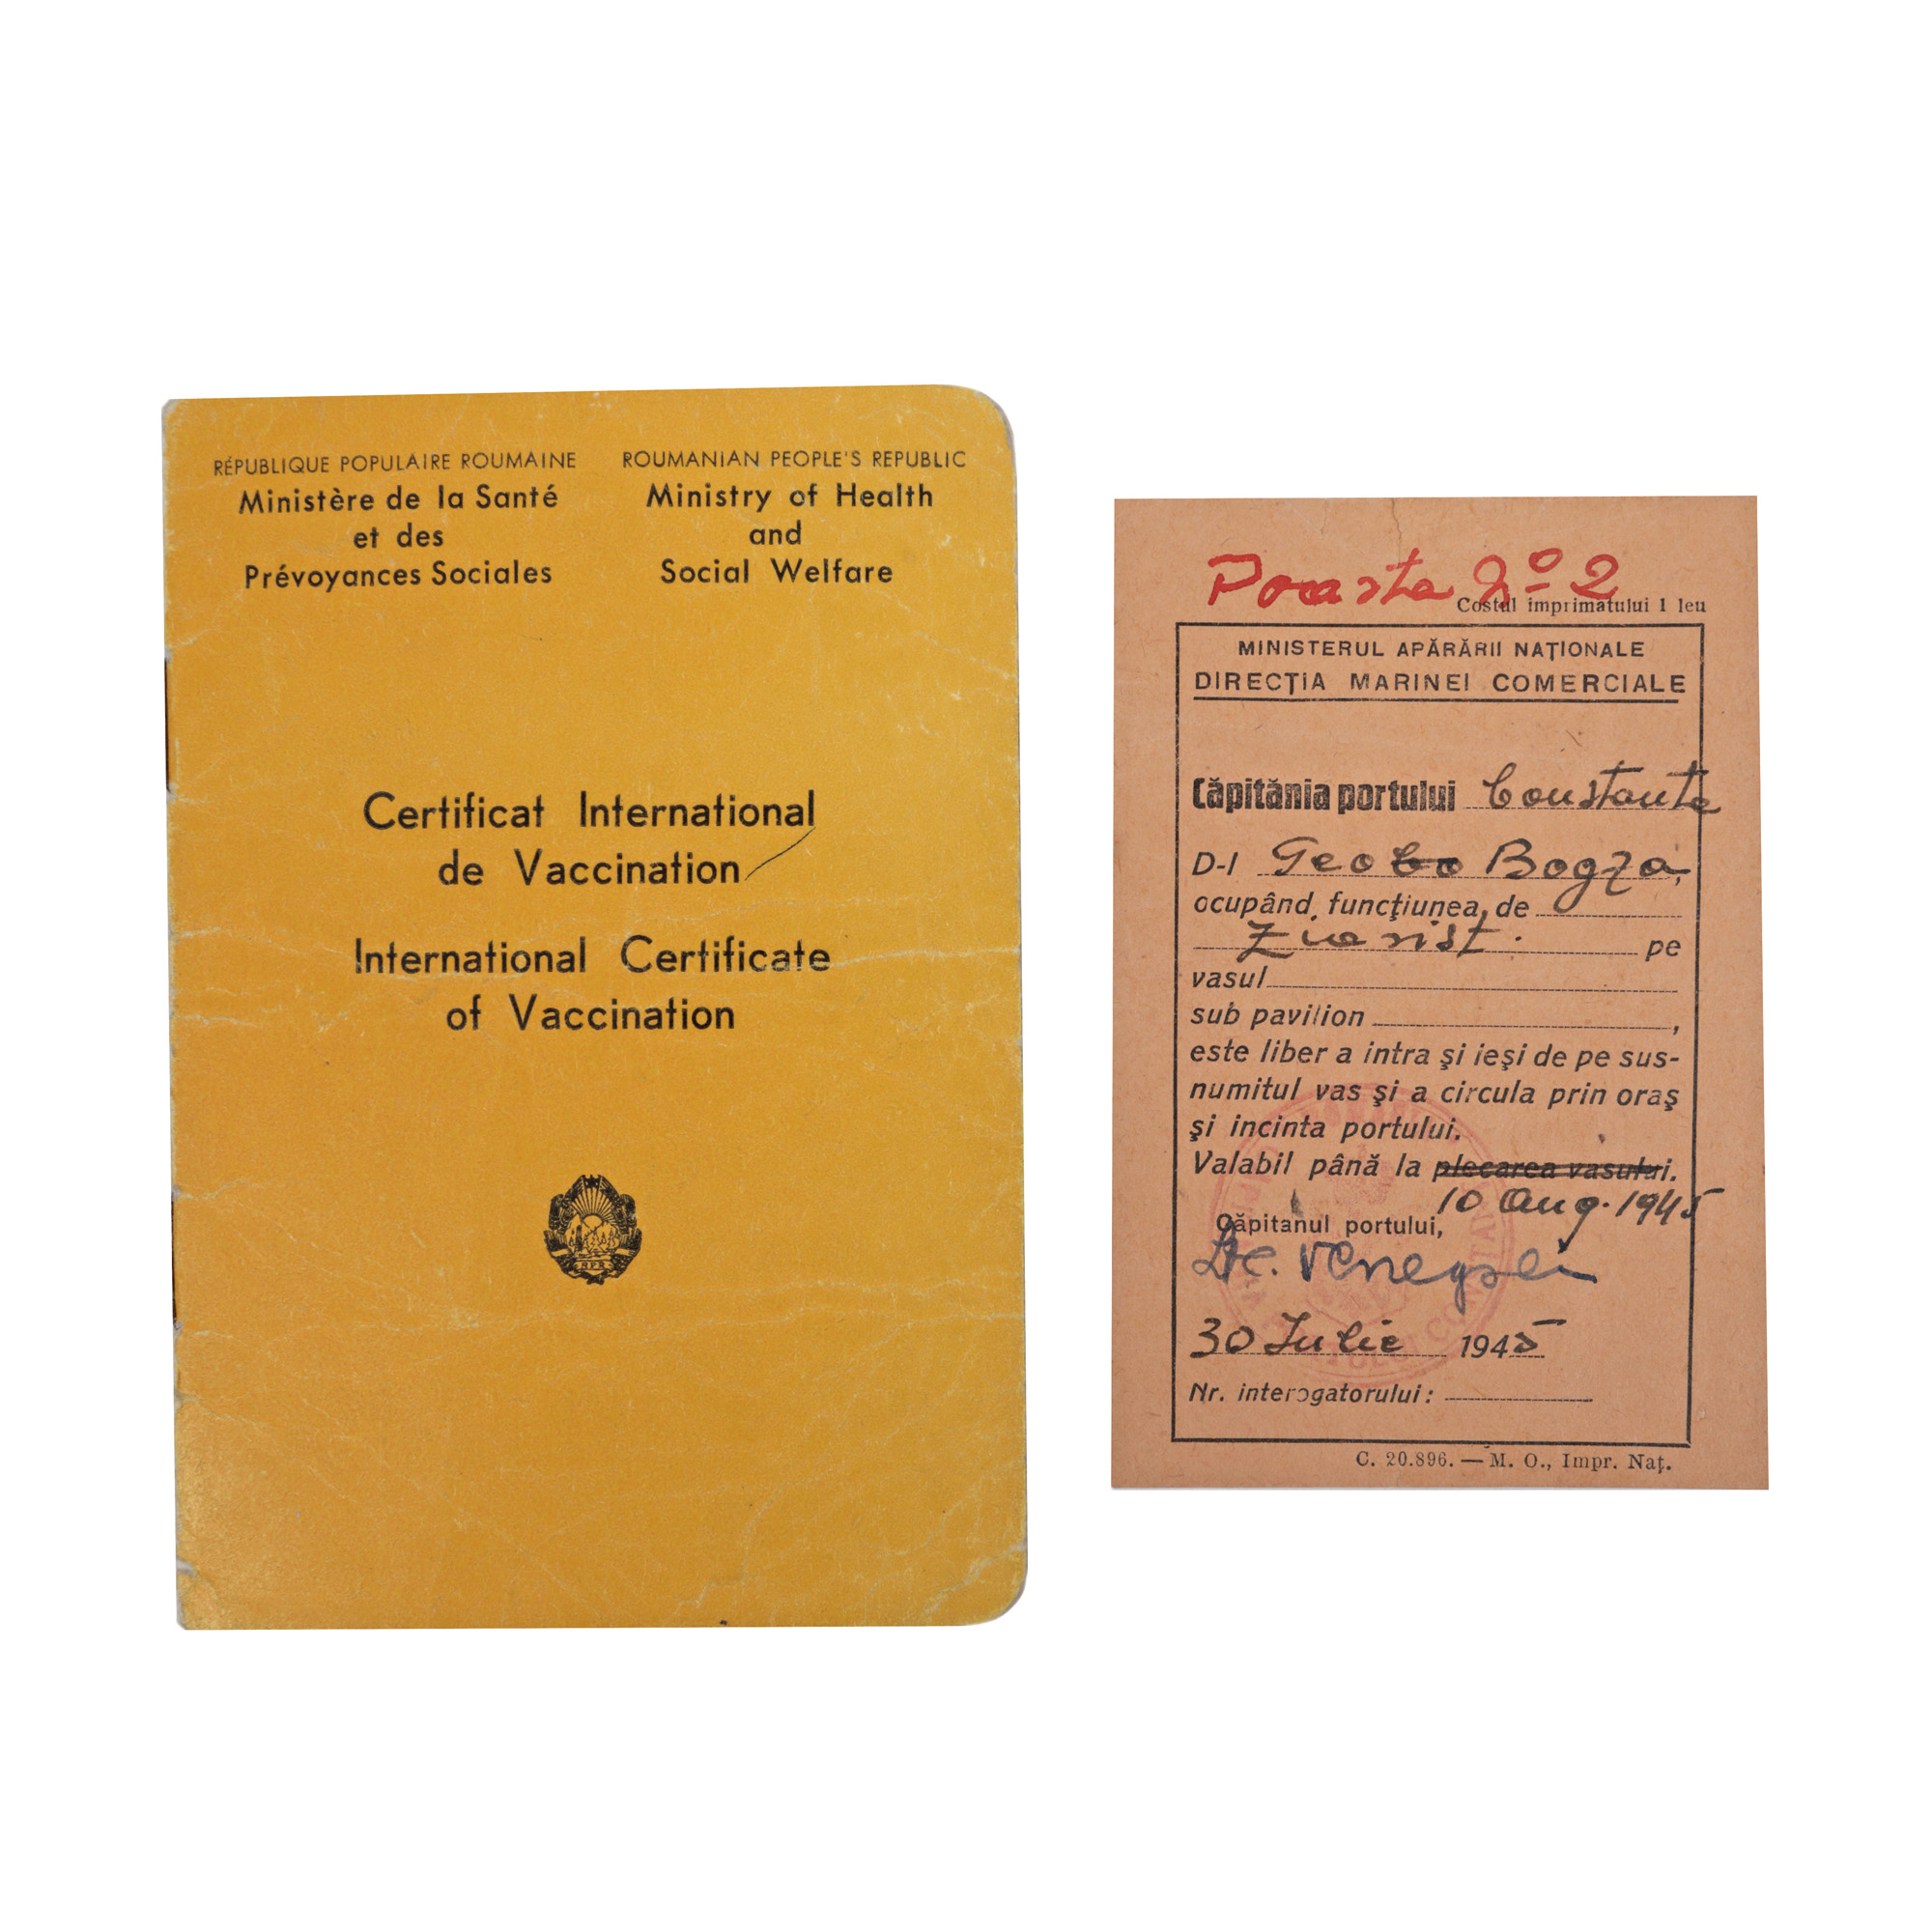 RÉPUBLIQUE POPULAIRE ROUMAINE
Ministère de la Santé
et des
Prévoyances Sociales
ROUMANIAN PEOPLE'S REPUBLIC
Ministry of Health
and
Social Welfare
Certificat International
de Vaccination
International Certificate
of Vaccination
RPR
Poarta No 2
Costul imprimatului 1 leu
MINISTERUL APĂRĂRII NAȚIONALE
DIRECȚIA MARINEI COMERCIALE
Căpitănia portului Constanta
D-l Geo Bogza,
ocupând funcţiunea de
Ziarist. pe
vasul
sub pavilion ,
este liber a intra şi ieşi de pe sus-
numitul vas şi a circula prin oraş
şi incinta portului.
Valabil până la plecarea vasului.
10 Aug. 1945
Căpitanul portului,
30 Iulie 1945
Nr. interogatorului:
C. 20.896. — M. O., Impr. Naţ.